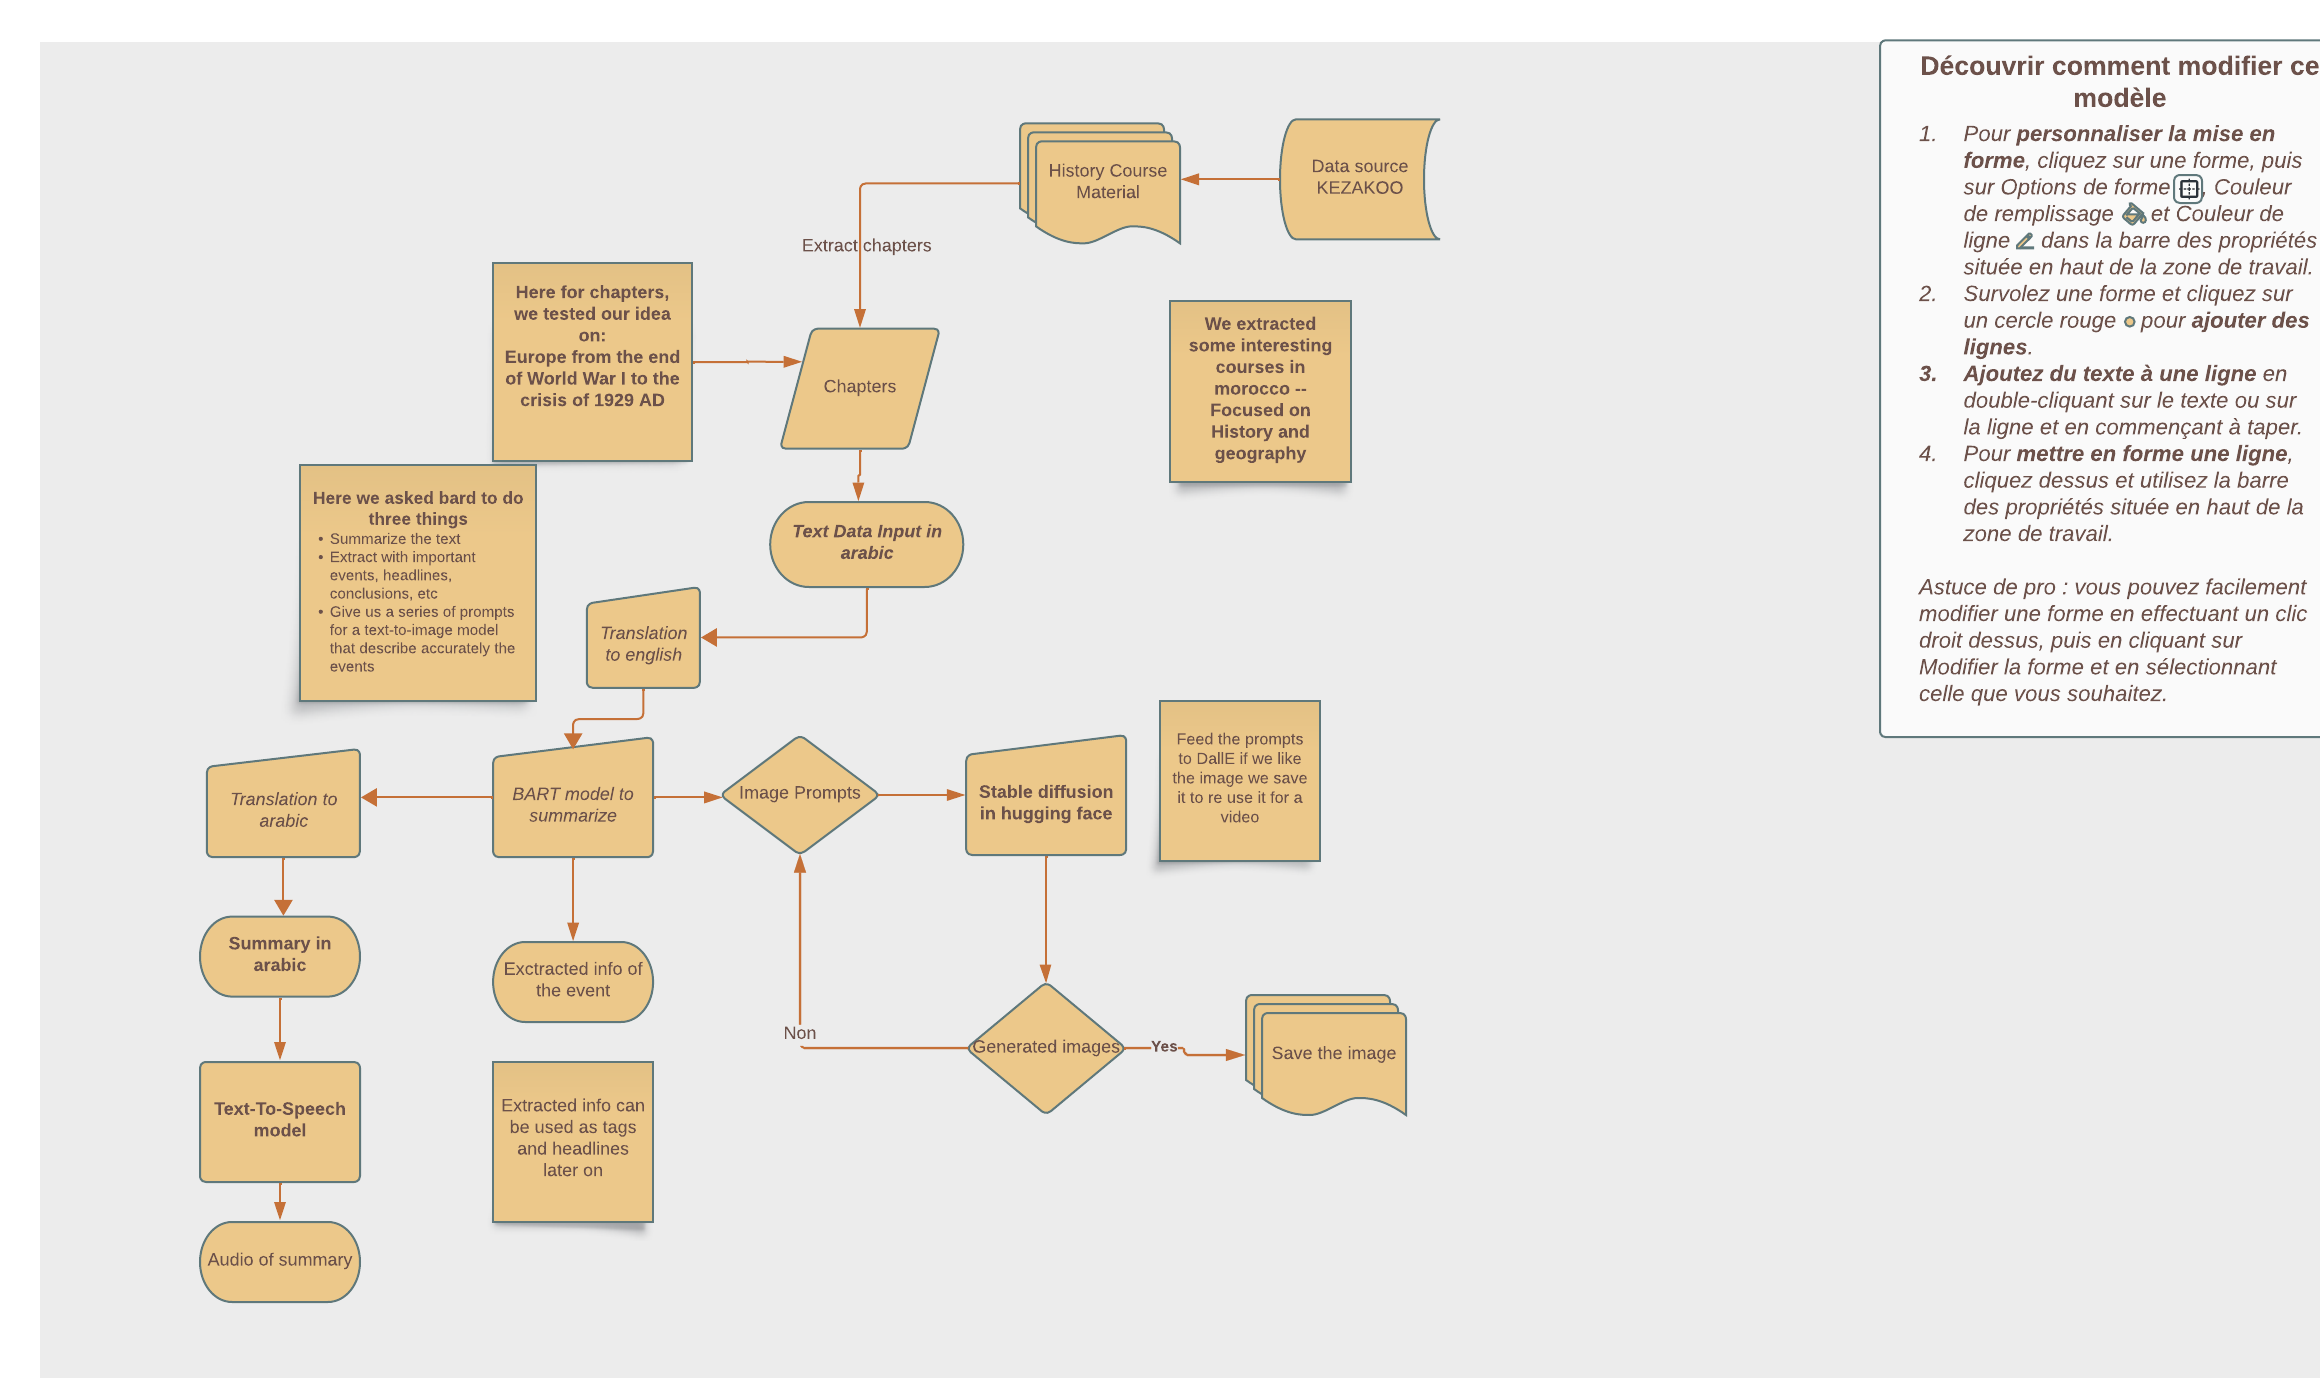 Data source
KEZAKOO
History Course
Material
Extract chapters
Here for chapters,
we tested our idea
on:
Europe from the end
of World War I to the
crisis of 1929 AD
Chapters
We extracted
some interesting
courses in
morocco --
Focused on
History and
geography
Here we asked bard to do
three things
• Summarize the text
• Extract with important
events, headlines,
conclusions, etc
• Give us a series of prompts
for a text-to-image model
that describe accurately the
events
Text Data Input in
arabic
Translation
to english
Translation to
arabic
BART model to
summarize
Image Prompts
Stable diffusion
in hugging face
Feed the prompts
to DallE if we like
the image we save
it to re use it for a
video
Summary in
arabic
Exctracted info of
the event
Non
Generated images
Yes
Save the image
Text-To-Speech
model
Extracted info can
be used as tags
and headlines
later on
Audio of summary
Découvrir comment modifier ce
modèle
1. Pour personnaliser la mise en
forme, cliquez sur une forme, puis
sur Options de forme , Couleur
de remplissage et Couleur de
ligne dans la barre des propriétés
située en haut de la zone de travail.
2. Survolez une forme et cliquez sur
un cercle rouge pour ajouter des
lignes.
3. Ajoutez du texte à une ligne en
double-cliquant sur le texte ou sur
la ligne et en commençant à taper.
4. Pour mettre en forme une ligne,
cliquez dessus et utilisez la barre
des propriétés située en haut de la
zone de travail.
Astuce de pro : vous pouvez facilement
modifier une forme en effectuant un clic
droit dessus, puis en cliquant sur
Modifier la forme et en sélectionnant
celle que vous souhaitez.